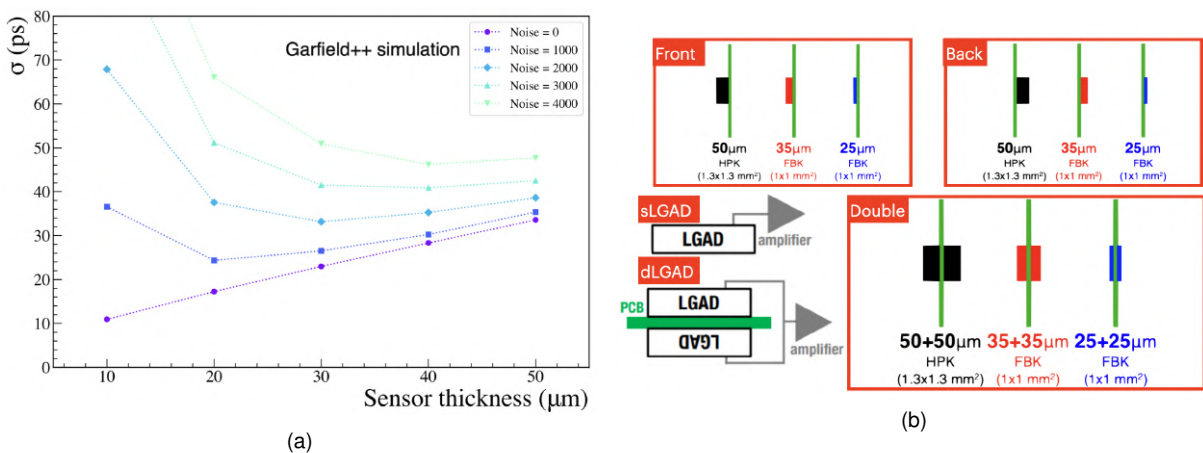 80
70
60
50
40
30
20
10
0
σ (ps)
Garfield++ simulation
Noise = 0
Noise = 1000
Noise = 2000
Noise = 3000
Noise = 4000
10
20
30
40
50
Sensor thickness (μm)
(a)
Front
50μm
HPK
(1.3x1.3 mm²)
35μm
FBK
(1x1 mm²)
25μm
FBK
(1x1 mm²)
Back
50μm
HPK
(1.3x1.3 mm²)
35μm
FBK
(1x1 mm²)
25μm
FBK
(1x1 mm²)
sLGAD
LGAD
amplifier
dLGAD
PCB
LGAD
LGAD
amplifier
Double
50+50μm
HPK
(1.3x1.3 mm²)
35+35μm
FBK
(1x1 mm²)
25+25μm
FBK
(1x1 mm²)
(b)